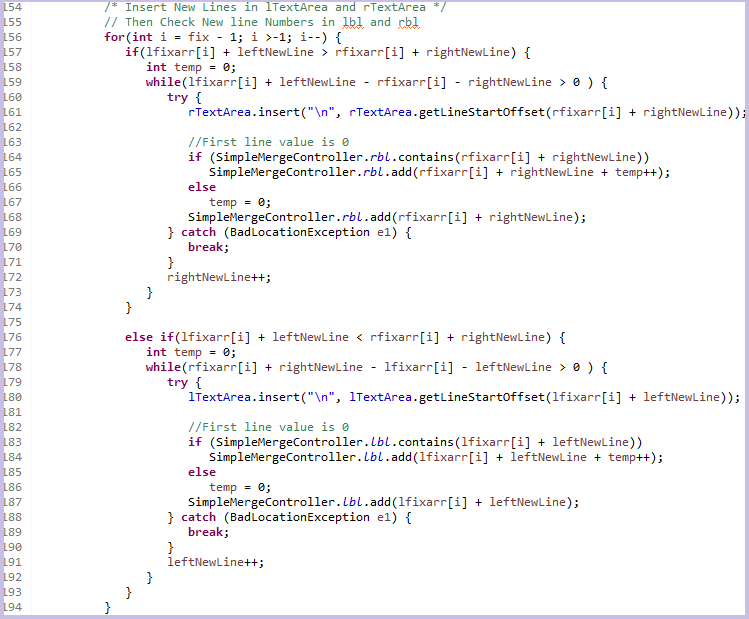 154 /* Insert New Lines in lTextArea and rTextArea */
155 // Then Check New line Numbers in lbl and rbl
156 for(int i = fix - 1; i >-1; i--) {
157 if(lfixarr[i] + leftNewLine > rfixarr[i] + rightNewLine) {
158 int temp = 0;
159 while(lfixarr[i] + leftNewLine - rfixarr[i] - rightNewLine > 0 ) {
160 try {
161 rTextArea.insert("\n", rTextArea.getLineStartOffset(rfixarr[i] + rightNewLine));
162
163 //First line value is 0
164 if (SimpleMergeController.rbl.contains(rfixarr[i] + rightNewLine))
165 SimpleMergeController.rbl.add(rfixarr[i] + rightNewLine + temp++);
166 else
167 temp = 0;
168 SimpleMergeController.rbl.add(rfixarr[i] + rightNewLine);
169 } catch (BadLocationException e1) {
170 break;
171 }
172 rightNewLine++;
173 }
174 }
175
176 else if(lfixarr[i] + leftNewLine < rfixarr[i] + rightNewLine) {
177 int temp = 0;
178 while(rfixarr[i] + rightNewLine - lfixarr[i] - leftNewLine > 0 ) {
179 try {
180 lTextArea.insert("\n", lTextArea.getLineStartOffset(lfixarr[i] + leftNewLine));
181
182 //First line value is 0
183 if (SimpleMergeController.lbl.contains(lfixarr[i] + leftNewLine))
184 SimpleMergeController.lbl.add(lfixarr[i] + leftNewLine + temp++);
185 else
186 temp = 0;
187 SimpleMergeController.lbl.add(lfixarr[i] + leftNewLine);
188 } catch (BadLocationException e1) {
189 break;
190 }
191 leftNewLine++;
192 }
193 }
194 }